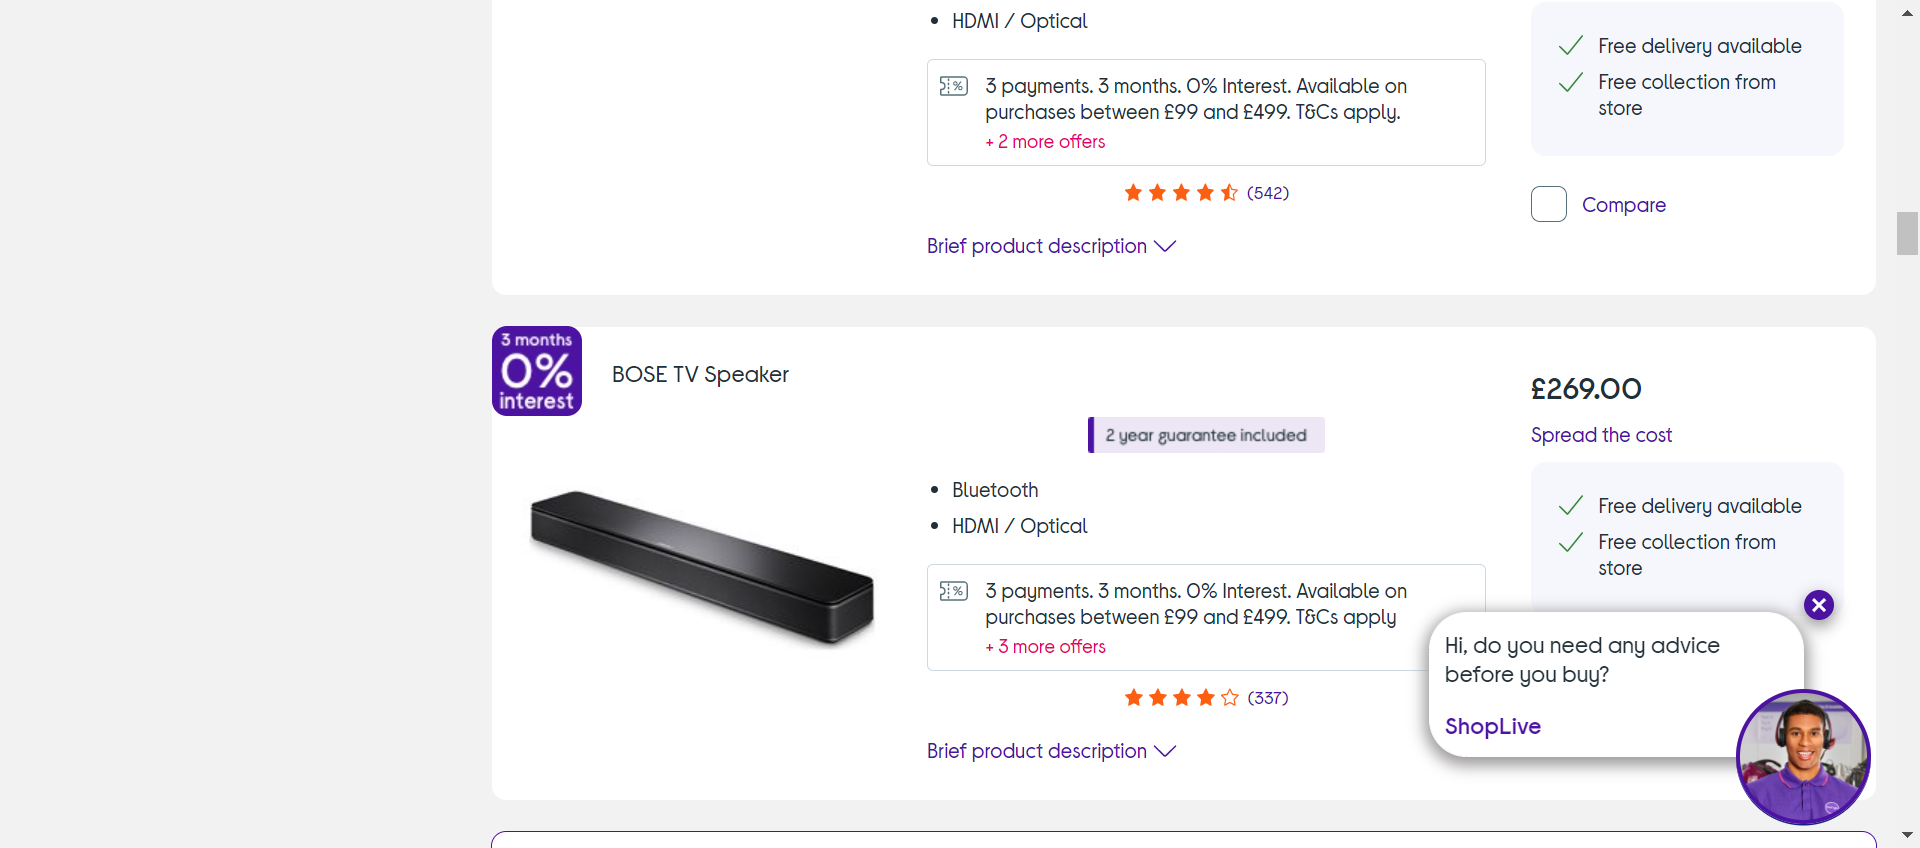 HDMI / Optical
3 payments. 3 months. 0% Interest. Available on
purchases between £99 and £499. T&Cs apply.
+ 2 more offers
(542)
Brief product description
Free delivery available
Free collection from
store
Compare
3 months
0%
interest
BOSE TV Speaker
2 year guarantee included
Bluetooth
HDMI / Optical
3 payments. 3 months. 0% Interest. Available on
purchases between £99 and £499. T&Cs apply
+ 3 more offers
(337)
Brief product description
£269.00
Spread the cost
Free delivery available
Free collection from
store
Hi, do you need any advice
before you buy?
ShopLive